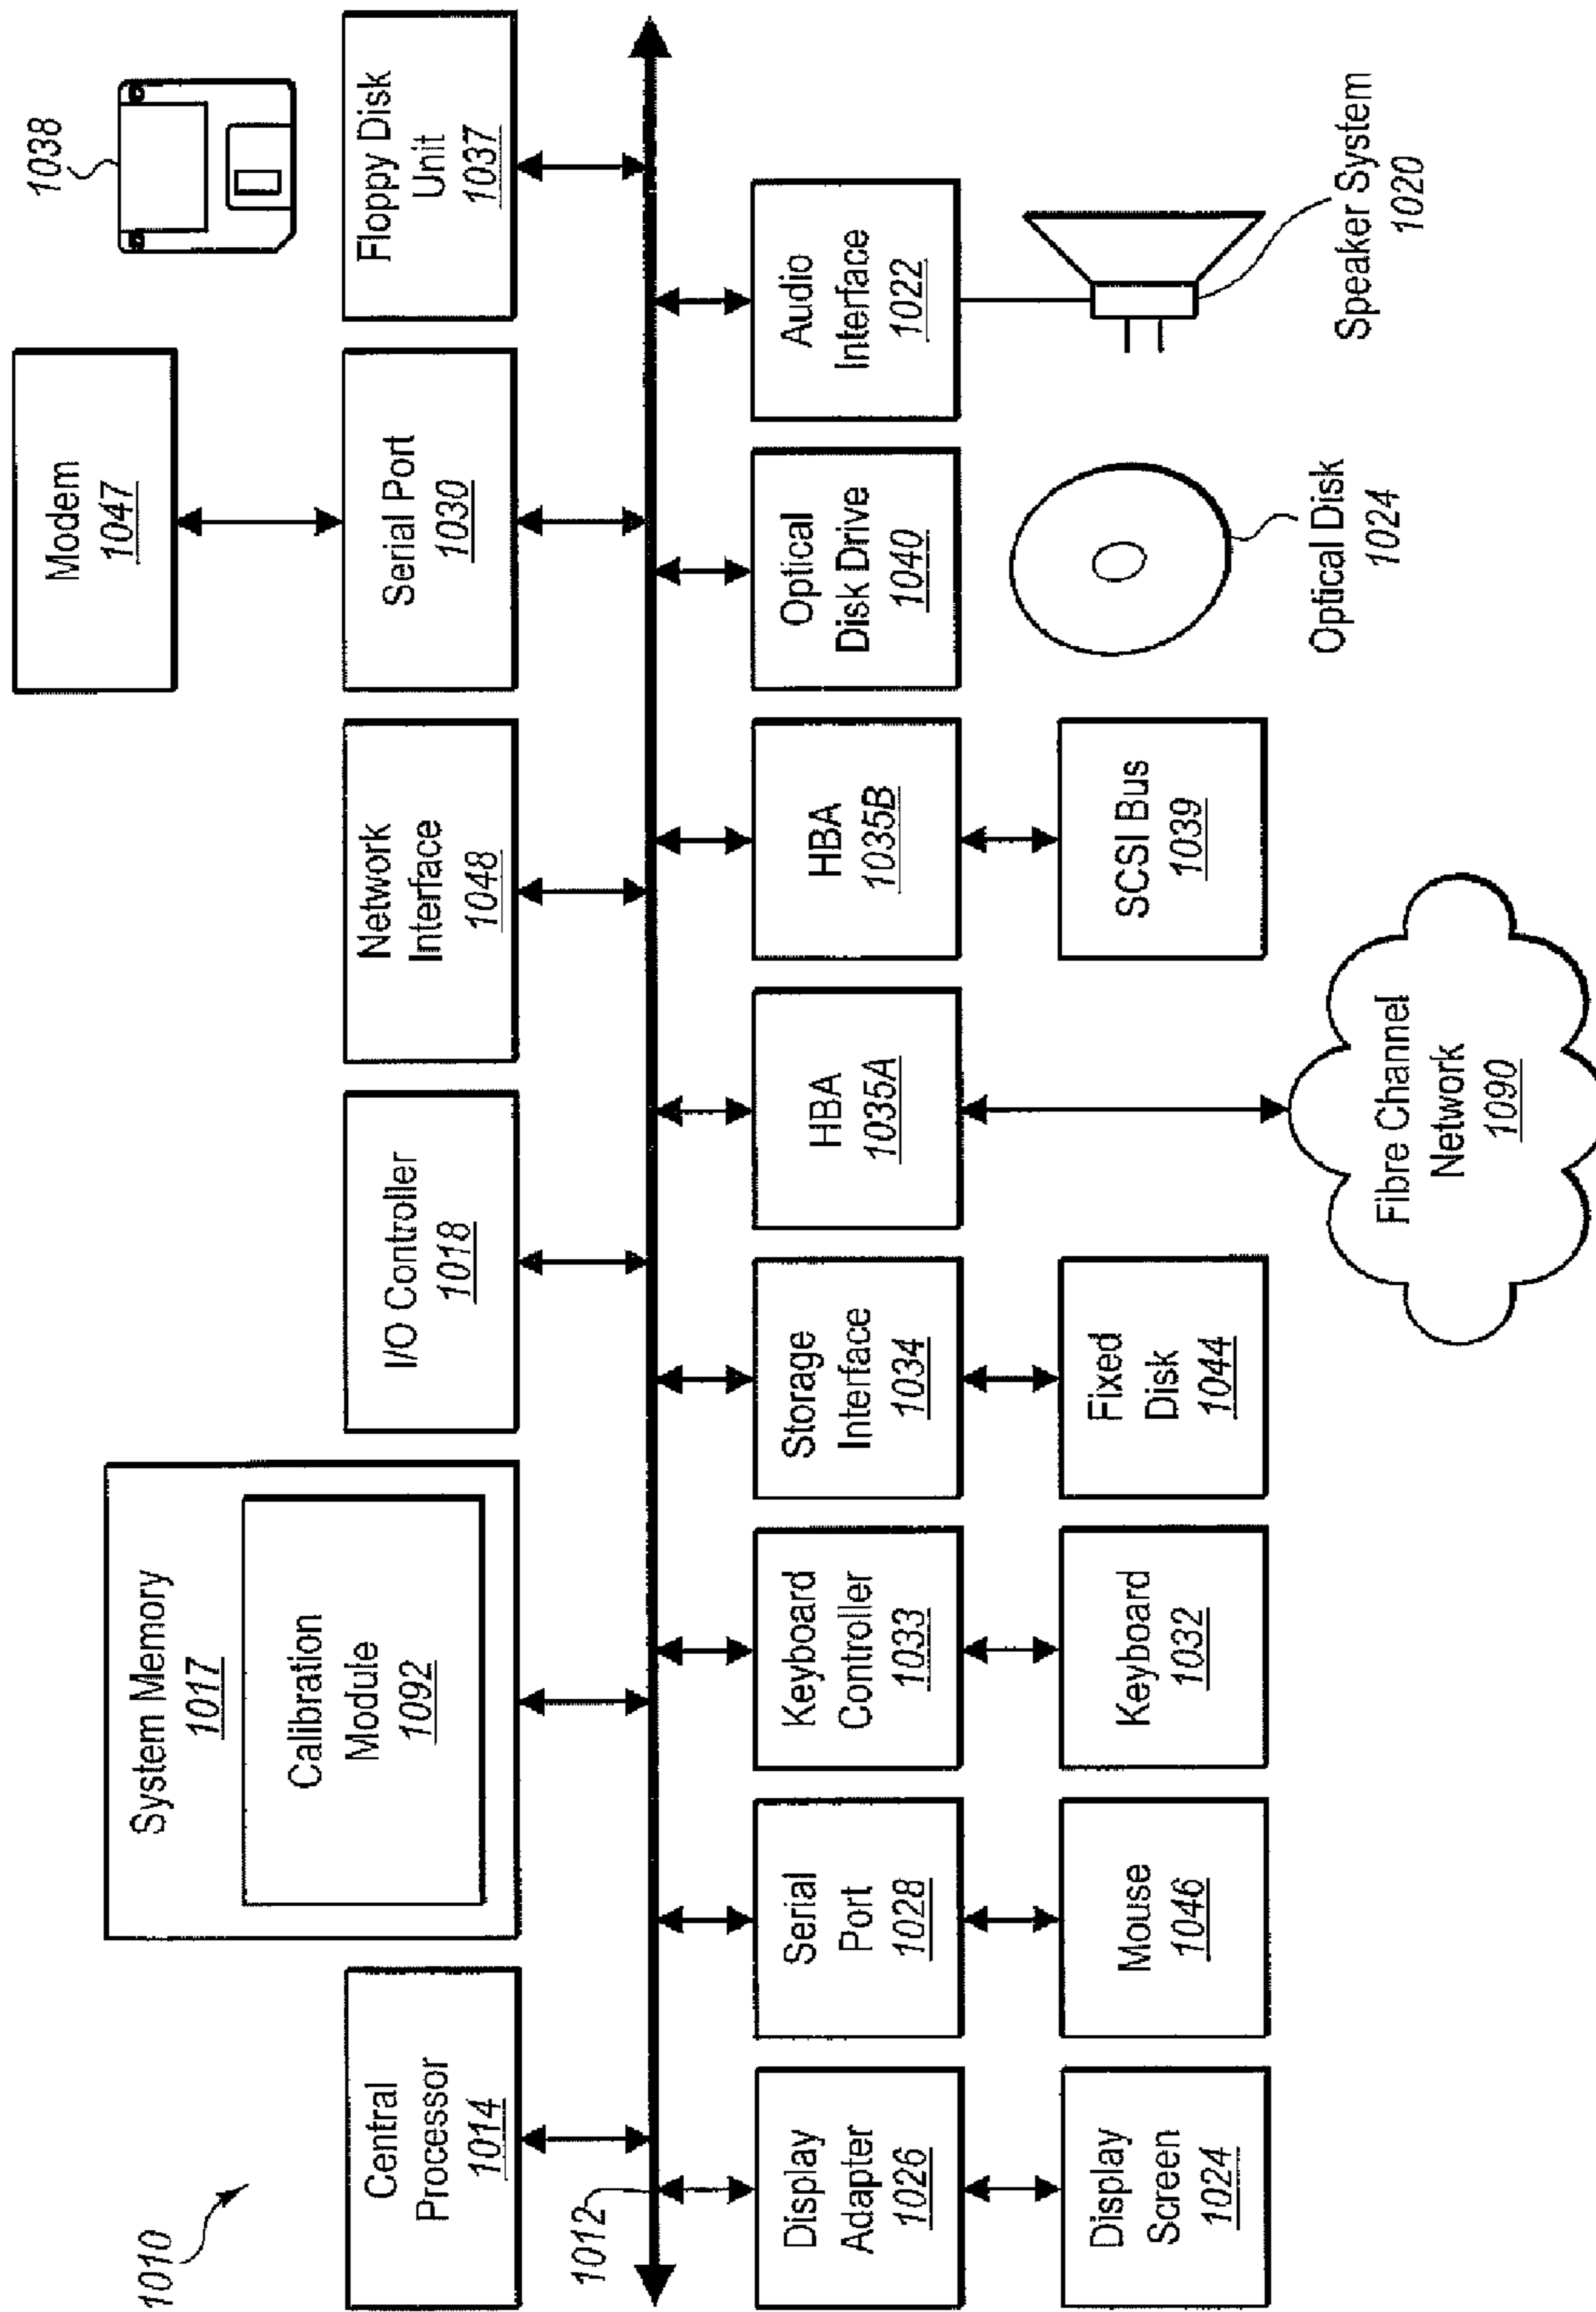 1010
Central
Processor
1014
System Memory
1017
Calibration
Module
1092
I/O Controller
1018
Network
Interface
1048
Modem
1047
Serial Port
1030
1038
Floppy Disk
Unit
1037
1012
Display
Adapter
1026
Serial
Port
1028
Keyboard
Controller
1033
Storage
Interface
1034
HBA
1035A
HBA
1035B
Optical
Disk Drive
1040
Audio
Interface
1022
Display
Screen
1024
Mouse
1046
Keyboard
1032
Fixed
Disk
1044
Fibre Channel
Network
1090
SCSI Bus
1039
Optical Disk
1024
Speaker System
1020